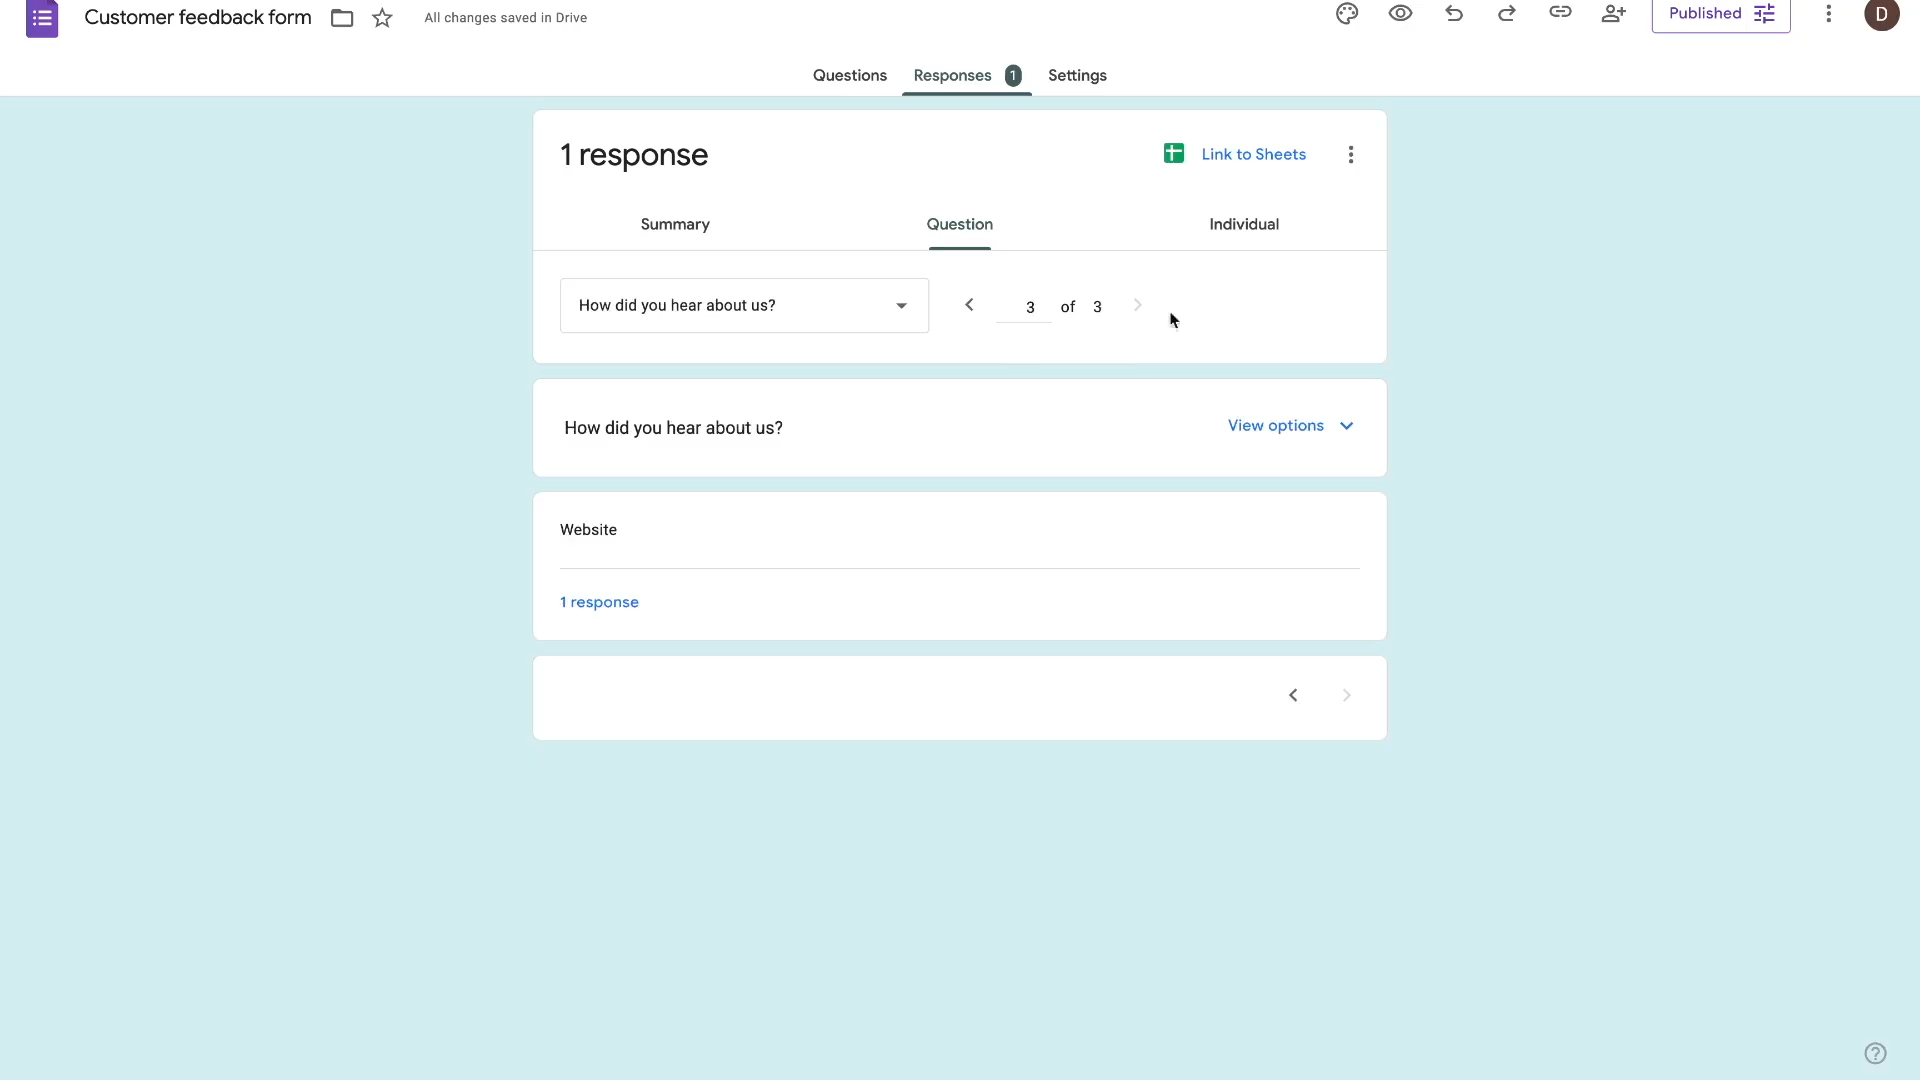 Customer feedback form
All changes saved in Drive
Published
D
Questions
Responses 1
Settings
1 response
Link to Sheets
Summary
Question
Individual
How did you hear about us?
3 of 3
How did you hear about us?
View options
Website
1 response